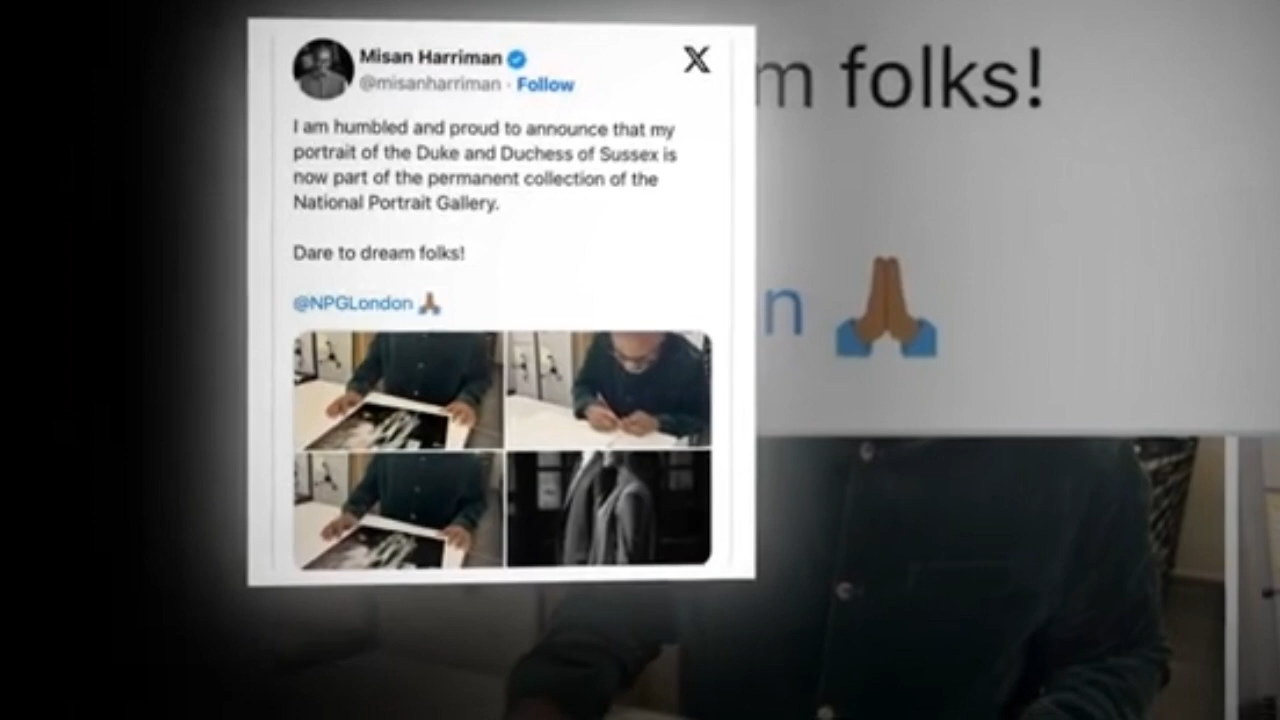 Misan Harriman
@misanharriman · Follow
I am humbled and proud to announce that my
portrait of the Duke and Duchess of Sussex is
now part of the permanent collection of the
National Portrait Gallery.
Dare to dream folks!
@NPGLondon 🙏🏾
m folks!
n 🙏🏾